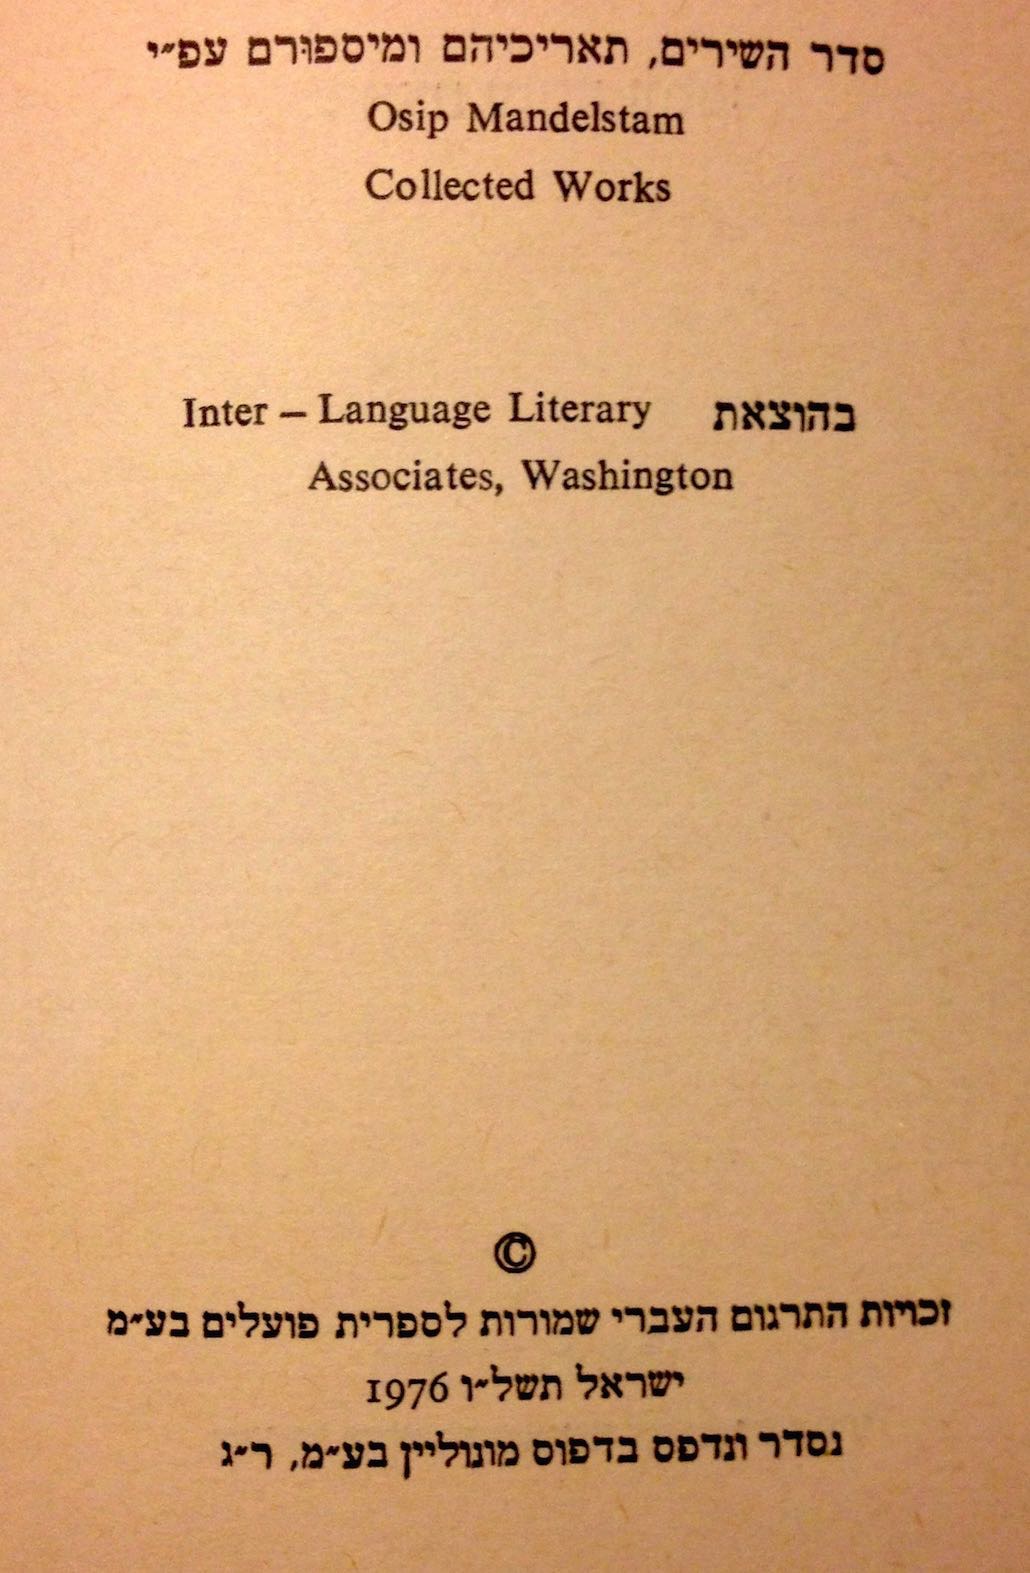 סדר השירים, תאריכיהם ומיספורם עפ״י
Osip Mandelstam
Collected Works
בהוצאת Inter – Language Literary
Associates, Washington
©
זכויות התרגום העברי שמורות לספרית פועלים בע״מ
ישראל תשל״ו 1976
נסדר ונדפס בדפוס מונוליין בע״מ, ר״ג